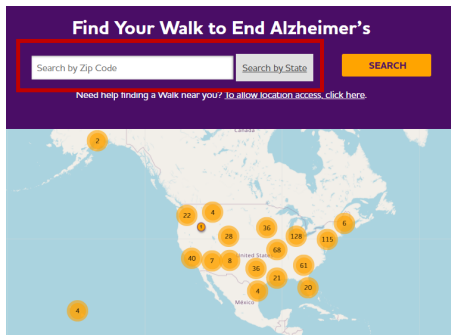 Find Your Walk to End Alzheimer's
Search by Zip Code
Search by State
SEARCH
Need help finding a Walk near you? To allow location access, click here.
Canada
2
22
4
36
6
28
128
115
68
40
7
8
United States
36
61
21
20
4
México
4